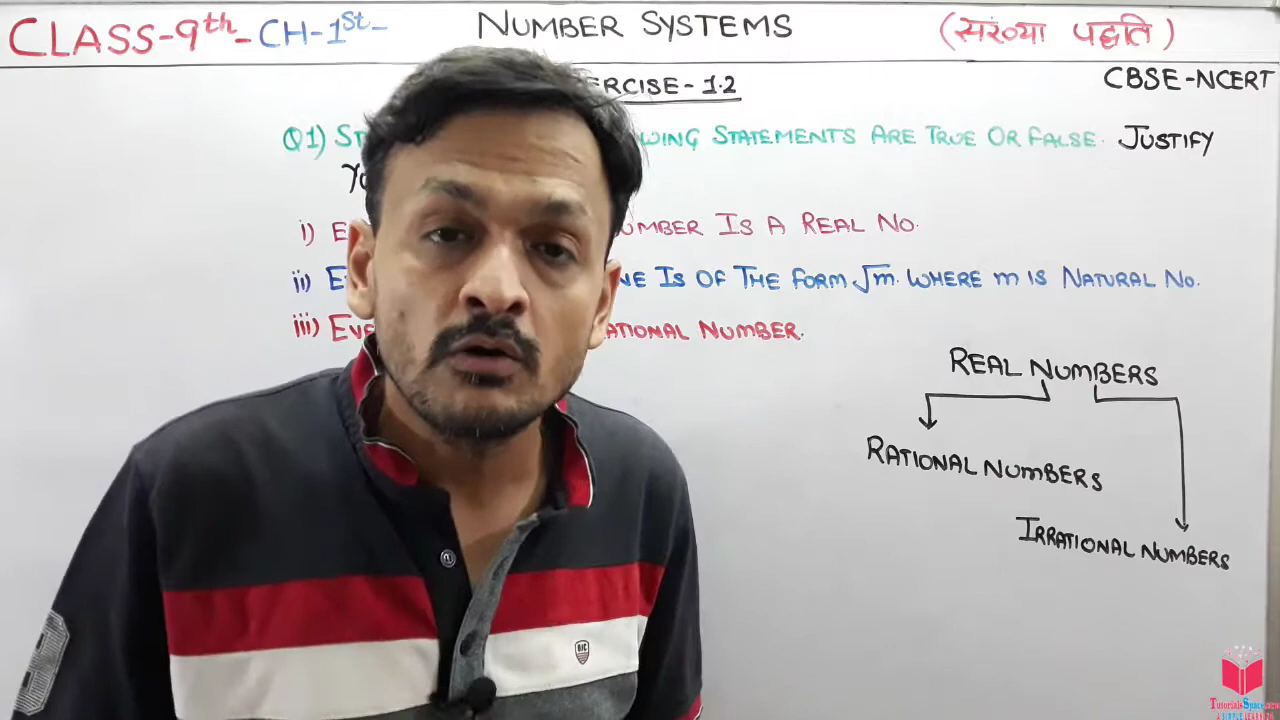 CLASS-9th- CH-1St- NUMBER SYSTEMS (संख्या पद्धति)
ERCISE-1.2 CBSE-NCERT
Q1) ST WING STATEMENTS ARE TRUE OR FALSE. JUSTIFY
Yo
i) E UMBER IS A REAL NO.
ii) E NE IS OF THE FORM √m. WHERE m IS NATURAL NO.
iii) EVE ATIONAL NUMBER.
REAL NUMBERS
RATIONAL NUMBERS
IRRATIONAL NUMBERS